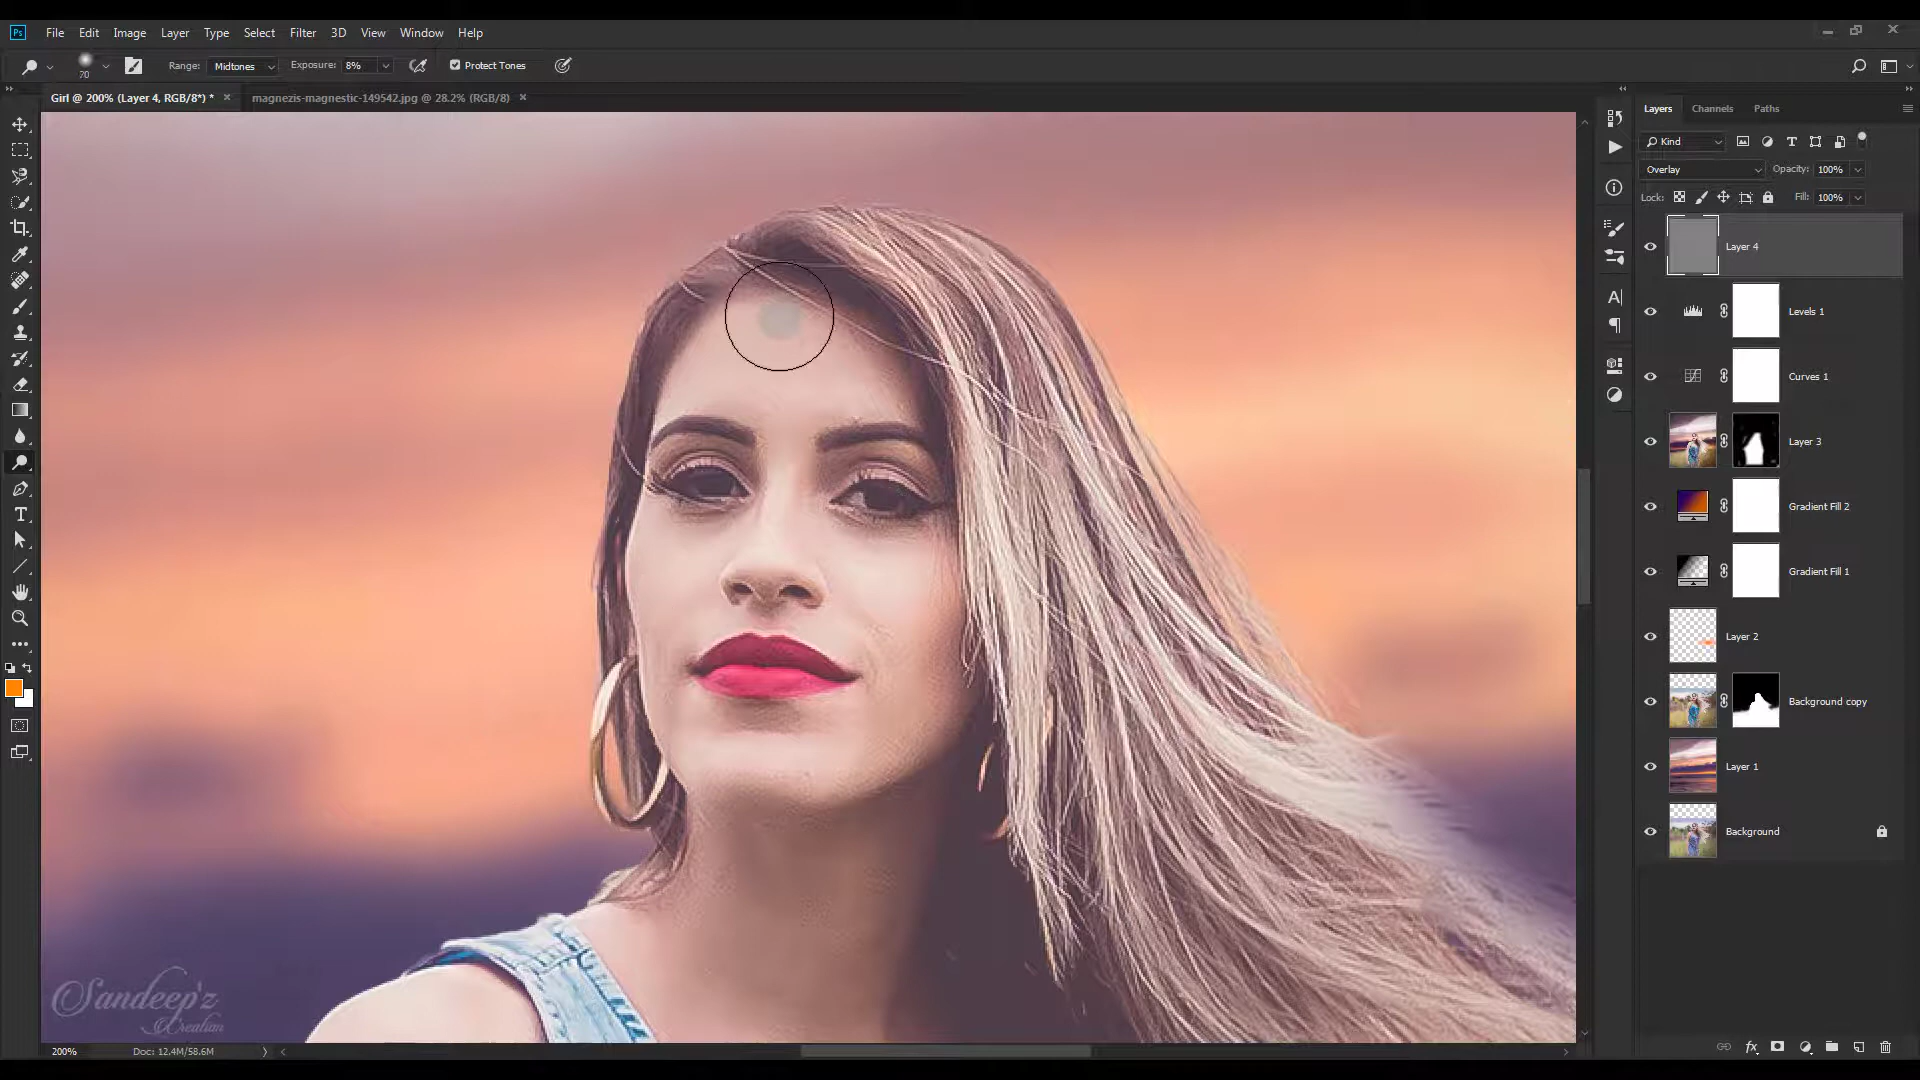 Ps File Edit Image Layer Type Select Filter 3D View Window Help
70 Range: Midtones Exposure: 8% Protect Tones
Girl @ 200% (Layer 4, RGB/8*) * × magnezis-magnestic-149542.jpg @ 28.2% (RGB/8) ×
Layers Channels Paths
Kind
Overlay Opacity: 100%
Lock: Fill: 100%
Layer 4
Levels 1
Curves 1
Layer 3
Gradient Fill 2
Gradient Fill 1
Layer 2
Background copy
Layer 1
Background
Sandeep'z
Creation
200% Doc: 12.4M/58.6M